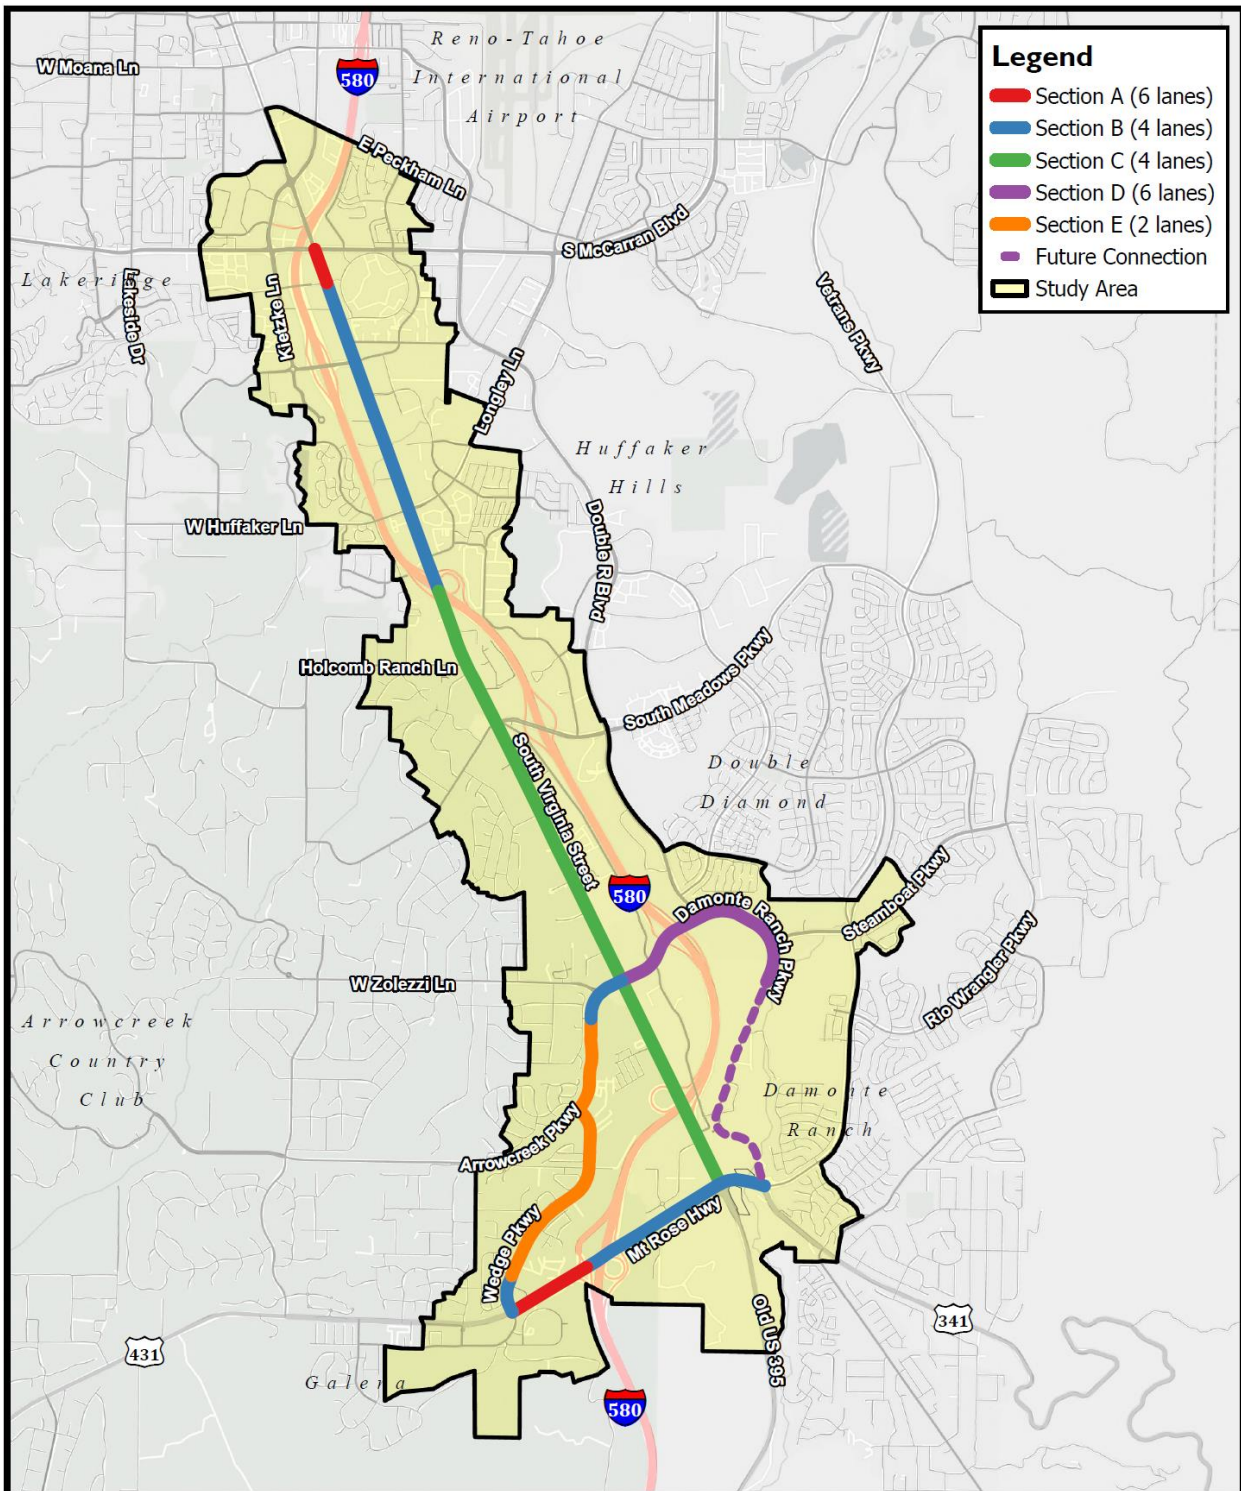 Reno-Tahoe
International
Airport
Legend
Section A (6 lanes)
Section B (4 lanes)
Section C (4 lanes)
Section D (6 lanes)
Section E (2 lanes)
Future Connection
Study Area
W Moana Ln
580
E Peckham Ln
S McCarran Blvd
Lakeridge
Lakeside Dr
Kietzke Ln
Vetrans Pkwy
Longley Ln
Huffaker
Hills
W Huffaker Ln
Double R Blvd
Holcomb Ranch Ln
South Meadows Pkwy
South Virginia Street
Double
Diamond
580
Damonte Ranch Pkwy
Steamboat Pkwy
W Zolezzi Ln
Rio Wrangler Pkwy
Arrowcreek
Country
Club
Damonte
Ranch
Arrowcreek Pkwy
Wedge Pkwy
Mt Rose Hwy
Old US 395
341
431
Galena
580